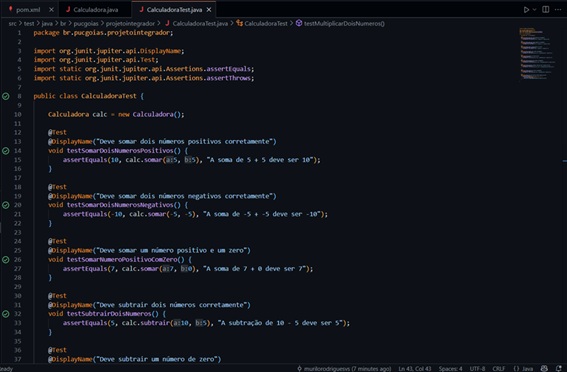 pom.xml Calculadora.java CalculadoraTest.java
src > test > java > br > pucgoias > projetointegrador > CalculadoraTest.java > CalculadoraTest > testMultiplicarDoisNumeros()
1 package br.pucgoias.projetointegrador;
2
3 import org.junit.jupiter.api.DisplayName;
4 import org.junit.jupiter.api.Test;
5 import static org.junit.jupiter.api.Assertions.assertEquals;
6 import static org.junit.jupiter.api.Assertions.assertThrows;
7
8 public class CalculadoraTest {
9
10 Calculadora calc = new Calculadora();
11
12 @Test
13 @DisplayName("Deve somar dois números positivos corretamente")
14 void testSomarDoisNumerosPositivos() {
15 assertEquals(10, calc.somar(a:5, b:5), "A soma de 5 + 5 deve ser 10");
16 }
17
18 @Test
19 @DisplayName("Deve somar dois números negativos corretamente")
20 void testSomarDoisNumerosNegativos() {
21 assertEquals(-10, calc.somar(-5, -5), "A soma de -5 + -5 deve ser -10");
22 }
23
24 @Test
25 @DisplayName("Deve somar um número positivo e um zero")
26 void testSomarNumeroPositivoComZero() {
27 assertEquals(7, calc.somar(a:7, b:0), "A soma de 7 + 0 deve ser 7");
28 }
29
30 @Test
31 @DisplayName("Deve subtrair dois números corretamente")
32 void testSubtrairDoisNumeros() {
33 assertEquals(5, calc.subtrair(a:10, b:5), "A subtração de 10 - 5 deve ser 5");
34 }
35
36 @Test
37 @DisplayName("Deve subtrair um número de zero")
Ready murilorodriguesvs (7 minutes ago) Ln 43, Col 43 Spaces: 4 UTF-8 CRLF {} Java